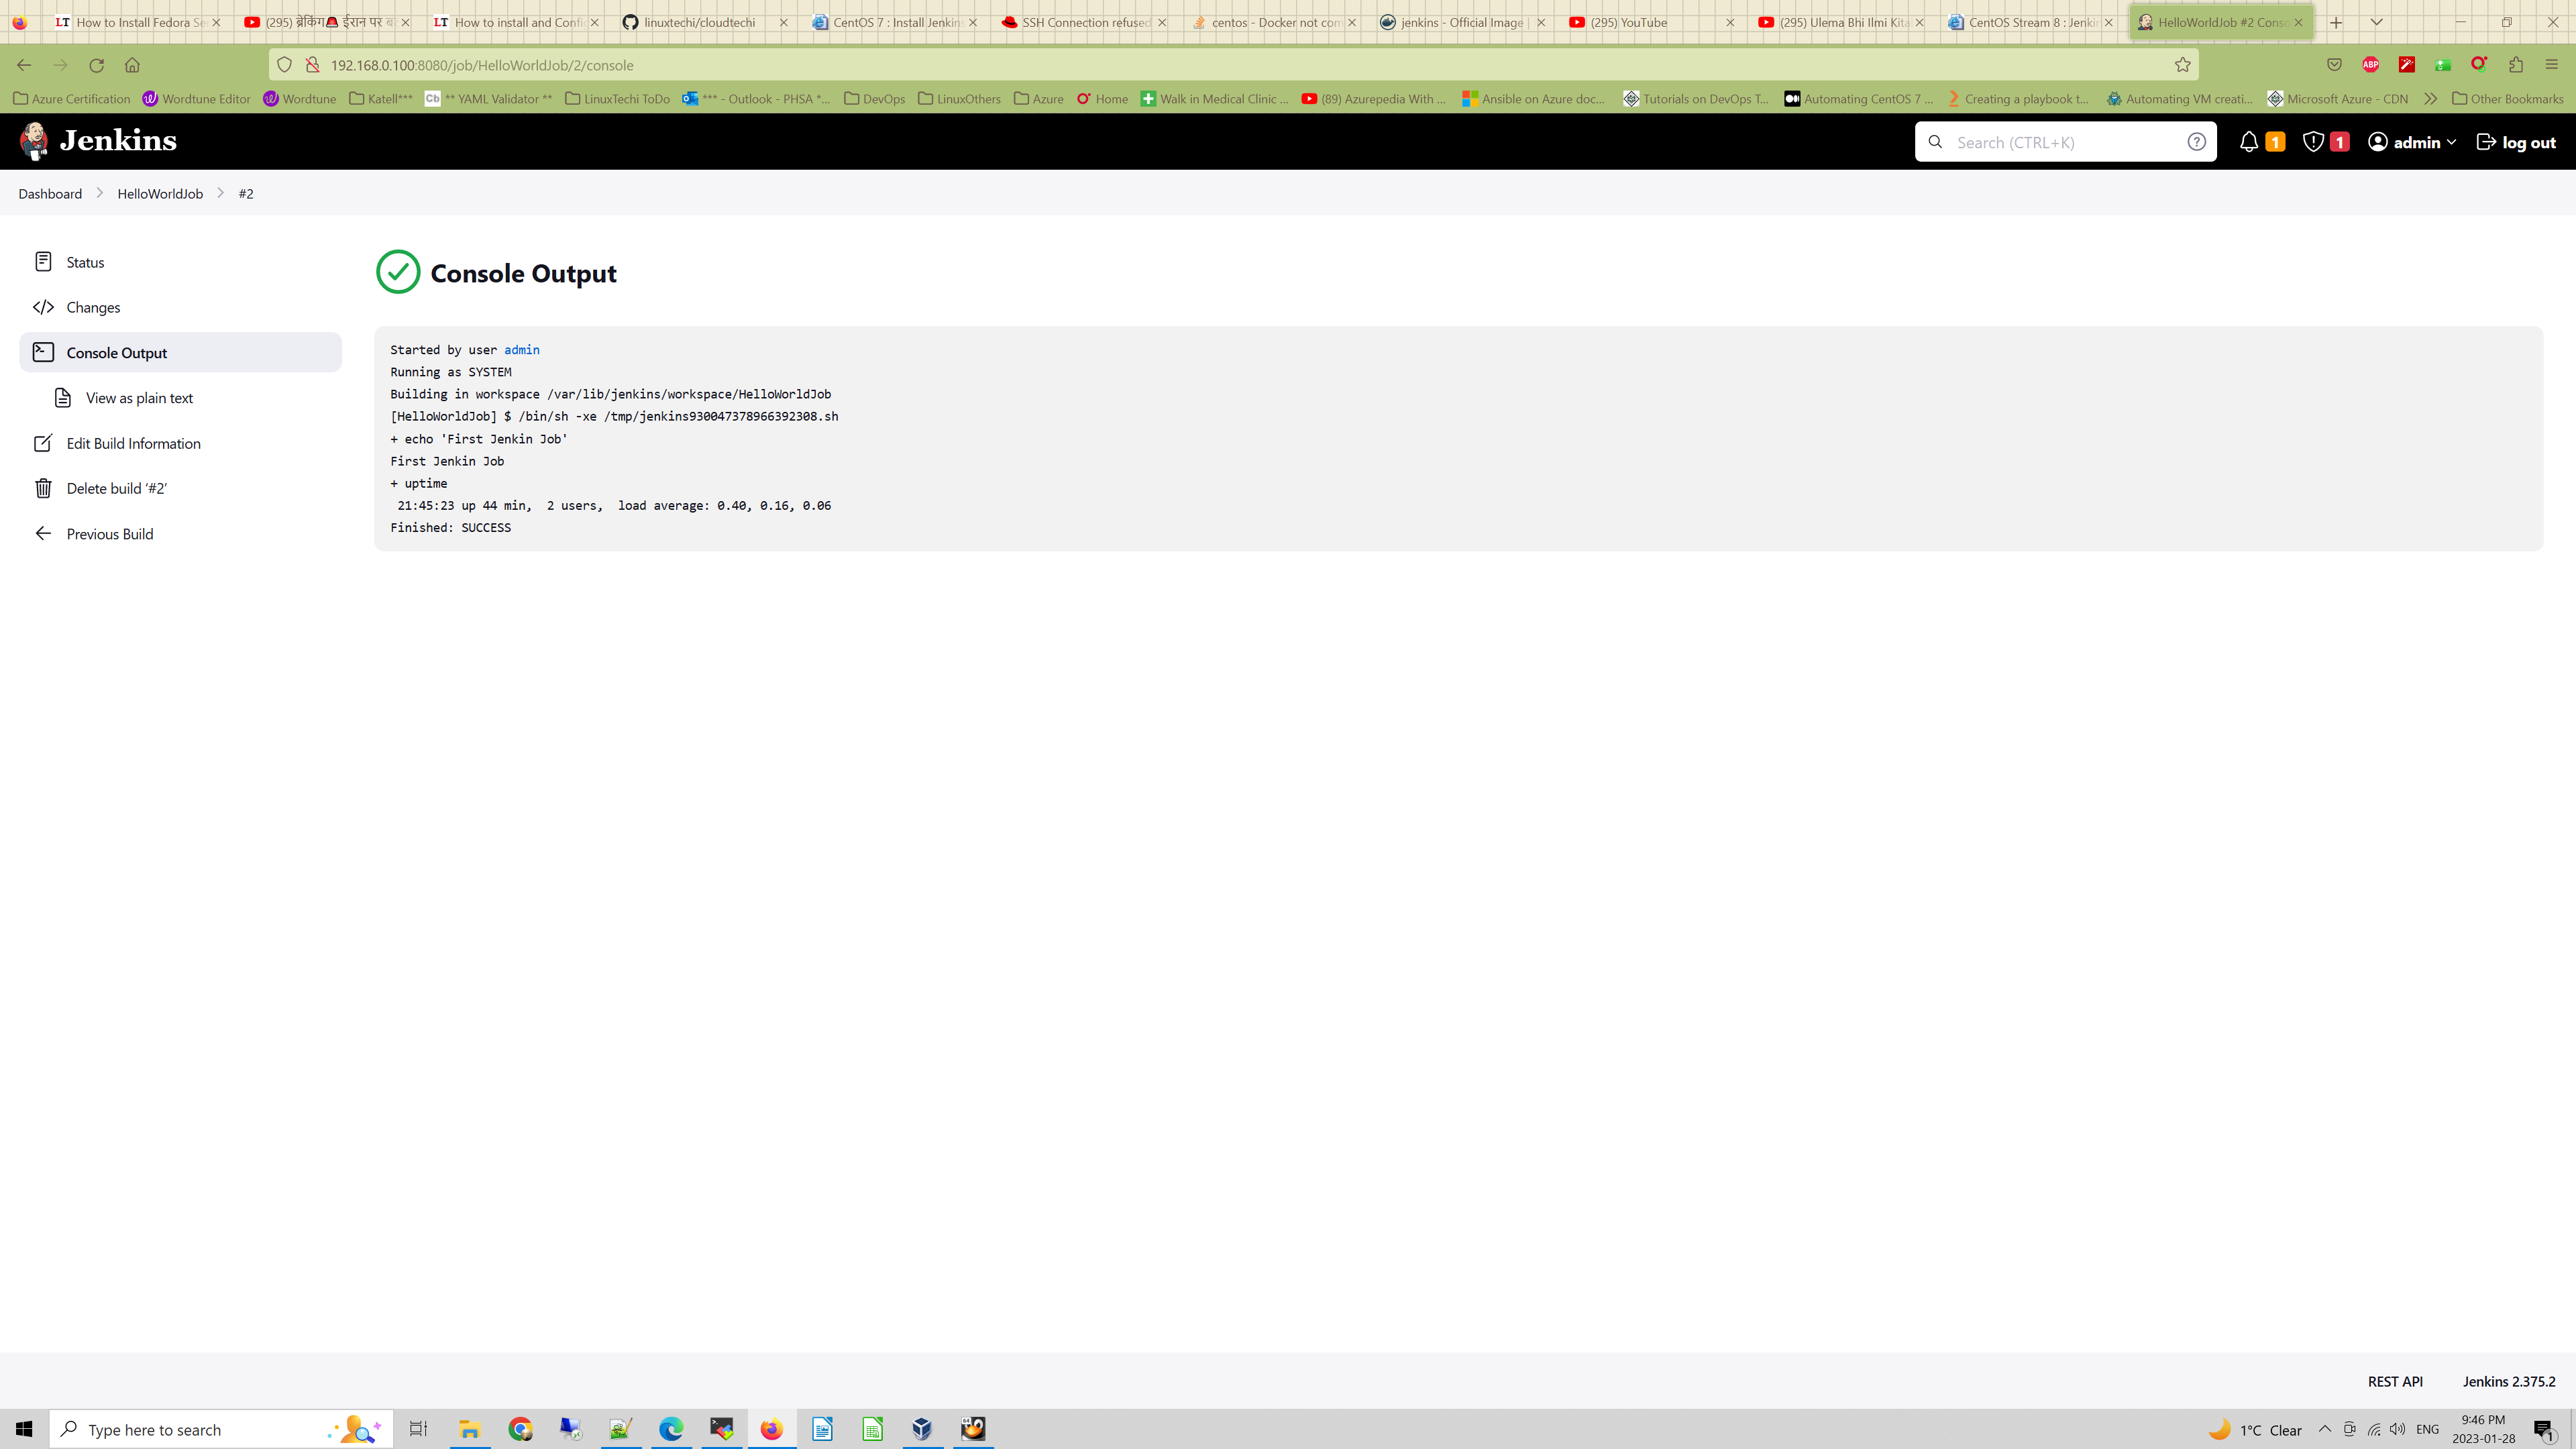 How to Install Fedora Se
(295) ब्रेकिंग🚨 ईरान पर ब
How to install and Confi
linuxtechi/cloudtechi
CentOS 7 : Install Jenkins
SSH Connection refused
centos - Docker not com
jenkins - Official Image |
(295) YouTube
(295) Ulema Bhi Ilmi Kita
CentOS Stream 8 : Jenkin
HelloWorldJob #2 Conso
192.168.0.100:8080/job/HelloWorldJob/2/console
ABP
Azure Certification
Wordtune Editor
Wordtune
Katell***
Cb ** YAML Validator **
LinuxTechi ToDo
*** - Outlook - PHSA *...
DevOps
LinuxOthers
Azure
Home
Walk in Medical Clinic ...
(89) Azurepedia With ...
Ansible on Azure doc...
Tutorials on DevOps T...
Automating CentOS 7 ...
Creating a playbook t...
Automating VM creati...
Microsoft Azure - CDN
Other Bookmarks
Jenkins
Search (CTRL+K)
1
1
admin
log out
Dashboard > HelloWorldJob > #2
Status
Changes
Console Output
View as plain text
Edit Build Information
Delete build ‘#2’
Previous Build
Console Output
Started by user admin
Running as SYSTEM
Building in workspace /var/lib/jenkins/workspace/HelloWorldJob
[HelloWorldJob] $ /bin/sh -xe /tmp/jenkins930047378966392308.sh
+ echo 'First Jenkin Job'
First Jenkin Job
+ uptime
 21:45:23 up 44 min,  2 users,  load average: 0.40, 0.16, 0.06
Finished: SUCCESS
REST API
Jenkins 2.375.2
Type here to search
1°C Clear
ENG
9:46 PM
2023-01-28
1